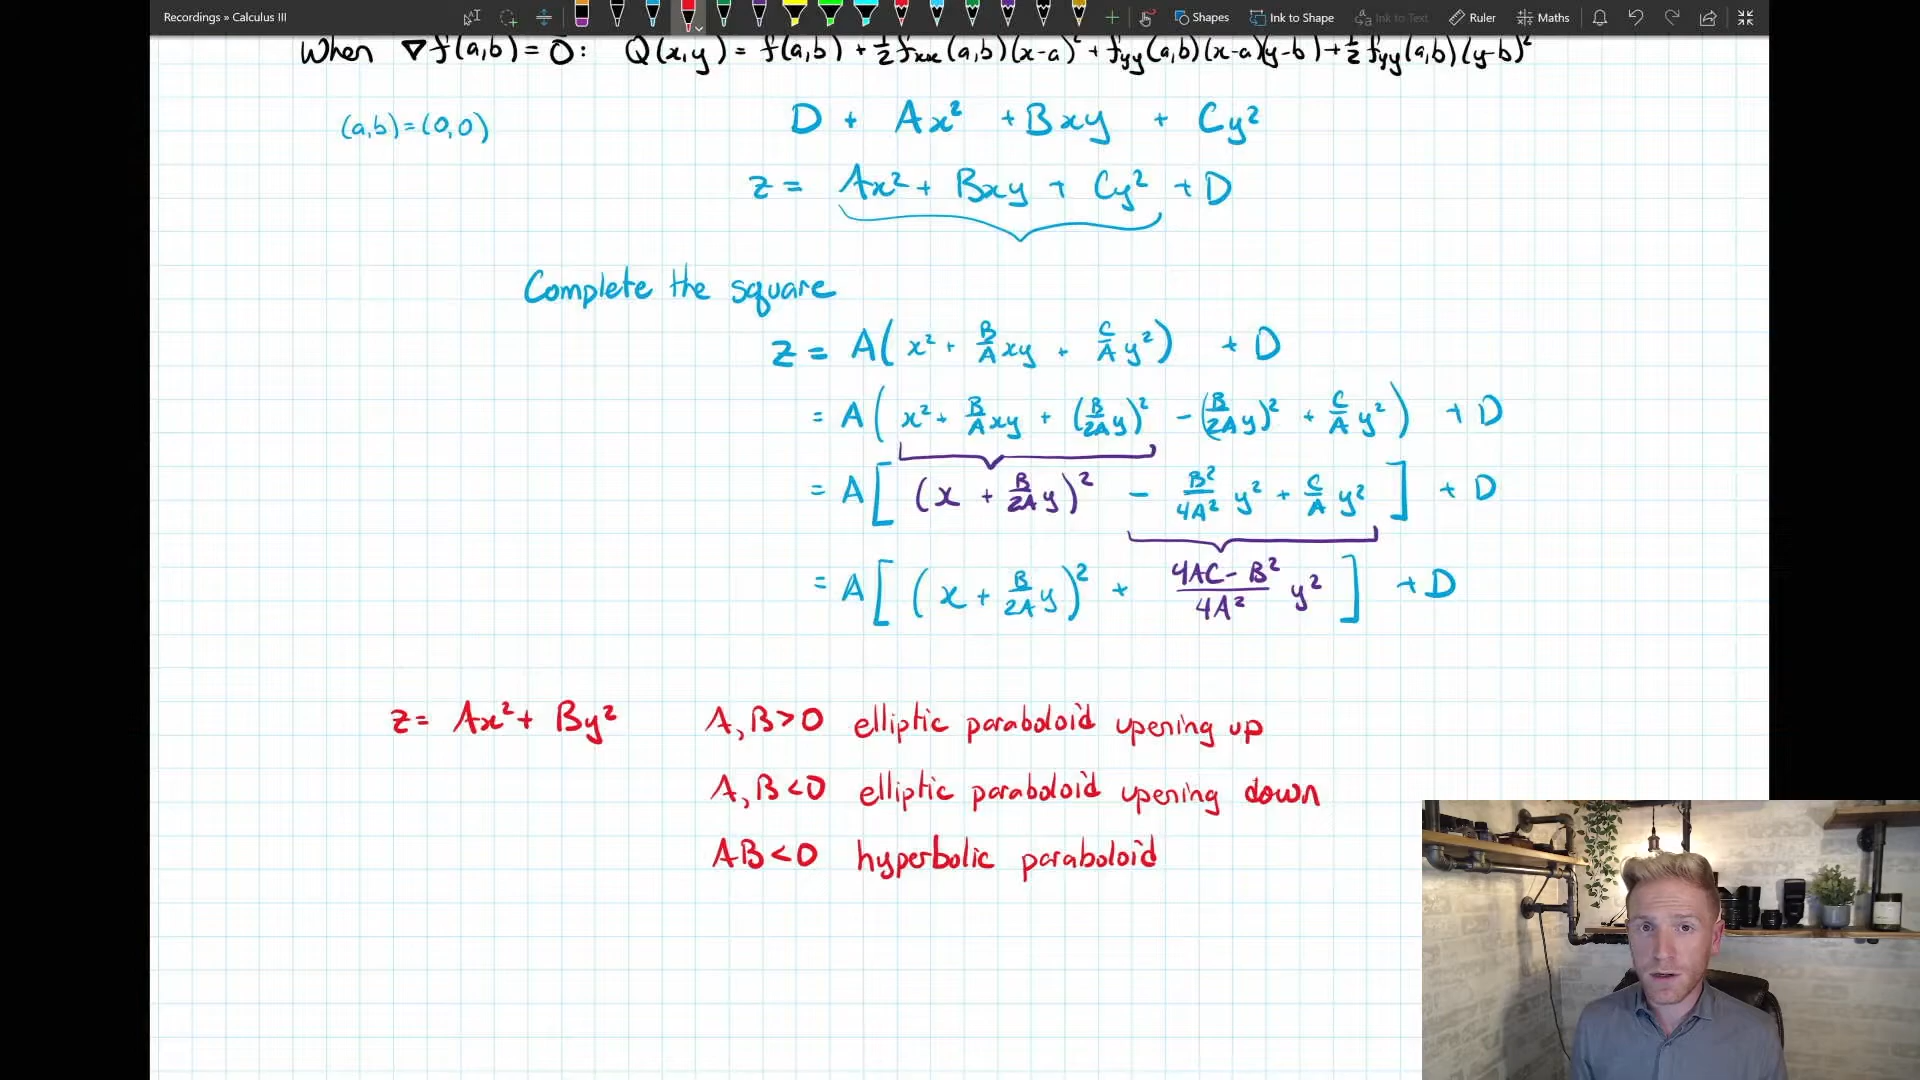 Recordings » Calculus III
Shapes Ink to Shape Ink to Text Ruler Maths
When ∇f(a,b) = 0⃗: Q(x,y) = f(a,b) + ½fxx(a,b)(x-a)² + fyy(a,b)(x-a)(y-b) + ½fyy(a,b)(y-b)²
(a,b)=(0,0)
D + Ax² + Bxy + Cy²
z = Ax² + Bxy + Cy² + D
Complete the square
z = A(x² + B/A xy + C/A y²) + D
= A(x² + B/A xy + (B/2A y)² - (B/2A y)² + C/A y²) + D
= A[(x + B/2A y)² - B²/4A² y² + C/A y²] + D
= A[(x + B/2A y)² + 4AC-B²/4A² y²] + D
z = Ax² + By² A,B>0 elliptic paraboloid upening up
A,B<0 elliptic paraboloid upening down
AB<0 hyperbolic paraboloid